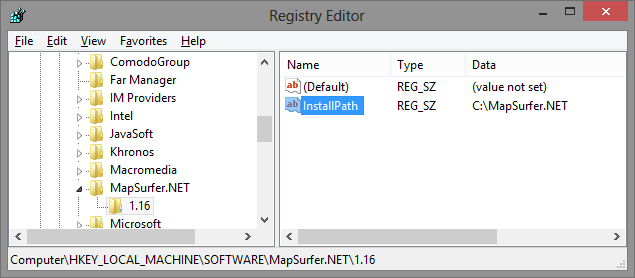 Registry Editor
File Edit View Favorites Help
ComodoGroup
Far Manager
IM Providers
Intel
JavaSoft
Khronos
Macromedia
MapSurfer.NET
1.16
Microsoft
Name Type Data
ab (Default) REG_SZ (value not set)
ab InstallPath REG_SZ C:\MapSurfer.NET
Computer\HKEY_LOCAL_MACHINE\SOFTWARE\MapSurfer.NET\1.16